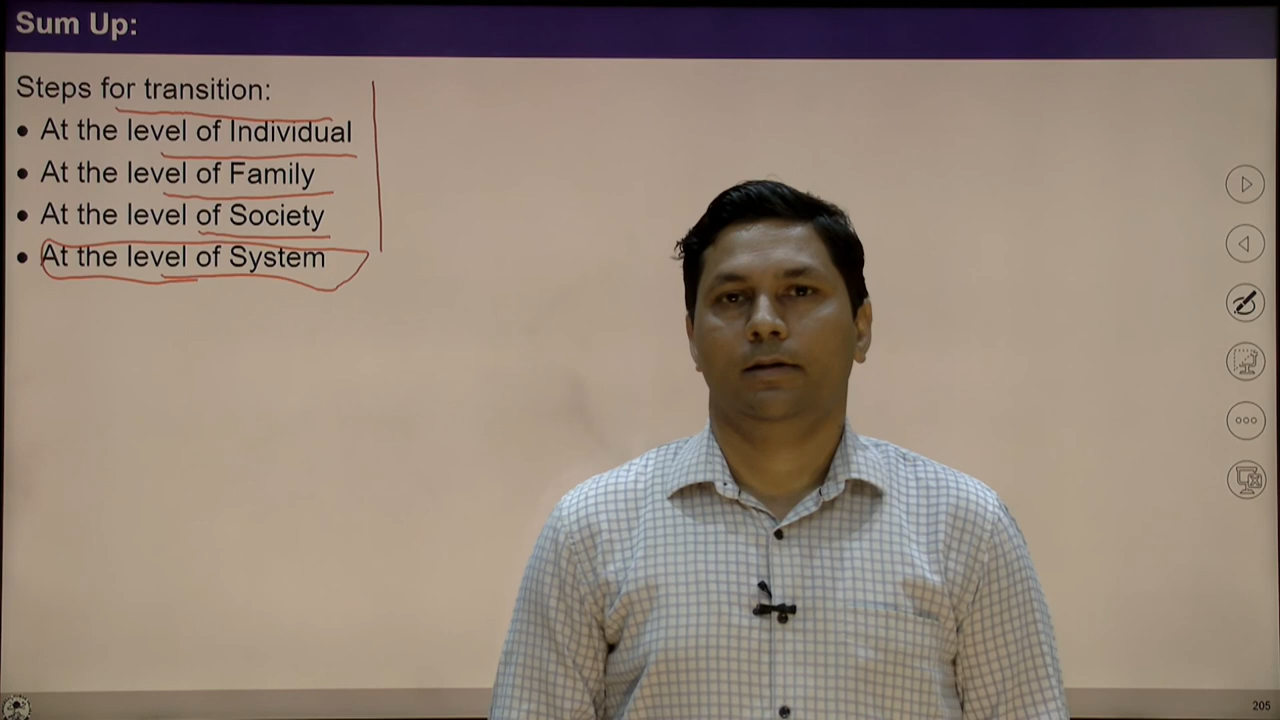 Sum Up:
Steps for transition:
• At the level of Individual
• At the level of Family
• At the level of Society
• At the level of System
205